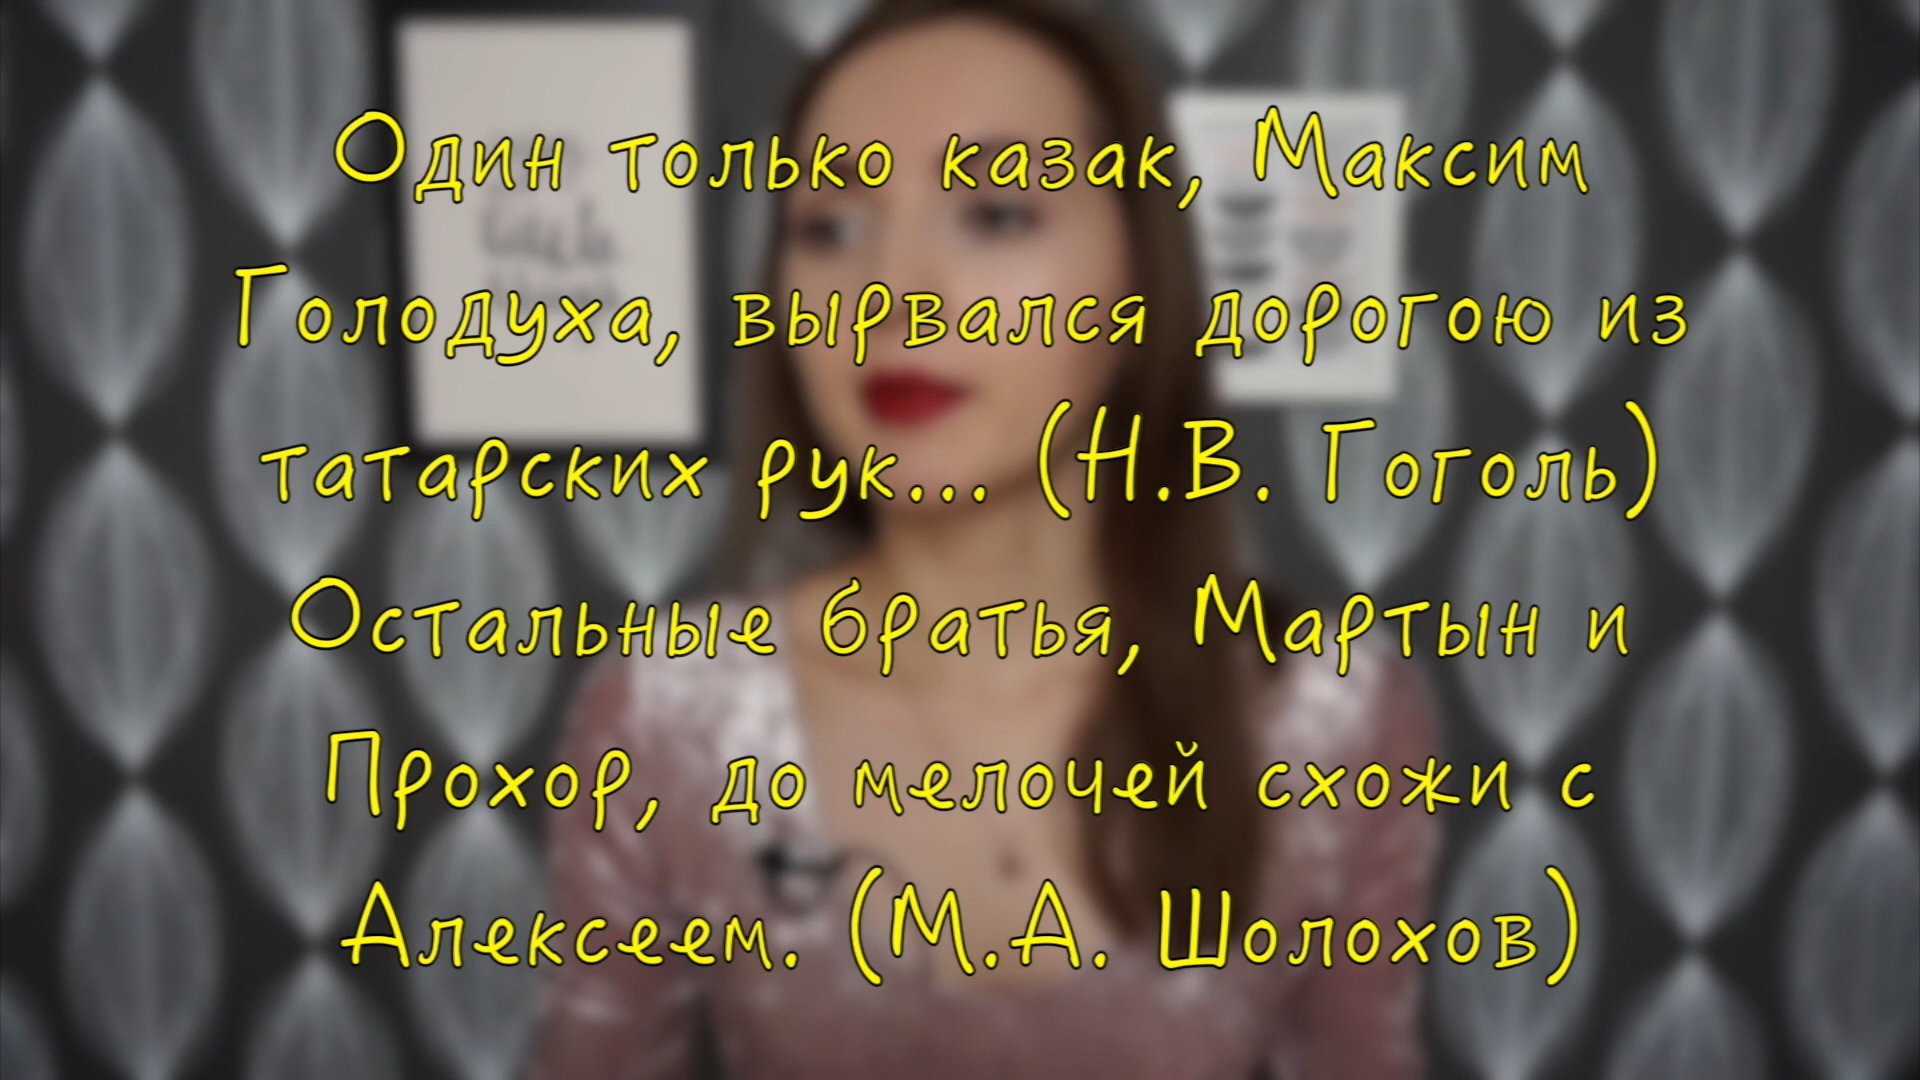 Один только казак, Максим
Голодуха, вырвался дорогою из
татарских рук... (Н.В. Гоголь)
Остальные братья, Мартын и
Прохор, до мелочей схожи с
Алексеем. (М.А. Шолохов)